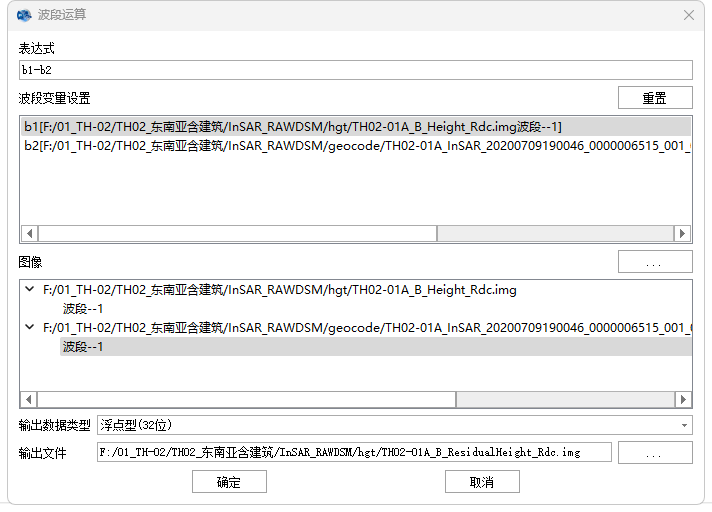 波段运算
表达式
b1-b2
波段变量设置
重置
b1[F:/01_TH-02/TH02_东南亚含建筑/InSAR_RAWDSM/hgt/TH02-01A_B_Height_Rdc.img波段--1]
b2[F:/01_TH-02/TH02_东南亚含建筑/InSAR_RAWDSM/geocode/TH02-01A_InSAR_20200709190046_0000006515_001_
图像
...
F:/01_TH-02/TH02_东南亚含建筑/InSAR_RAWDSM/hgt/TH02-01A_B_Height_Rdc.img
波段--1
F:/01_TH-02/TH02_东南亚含建筑/InSAR_RAWDSM/geocode/TH02-01A_InSAR_20200709190046_0000006515_001_
波段--1
输出数据类型
浮点型(32位)
输出文件
F:/01_TH-02/TH02_东南亚含建筑/InSAR_RAWDSM/hgt/TH02-01A_B_ResidualHeight_Rdc.img
...
确定
取消